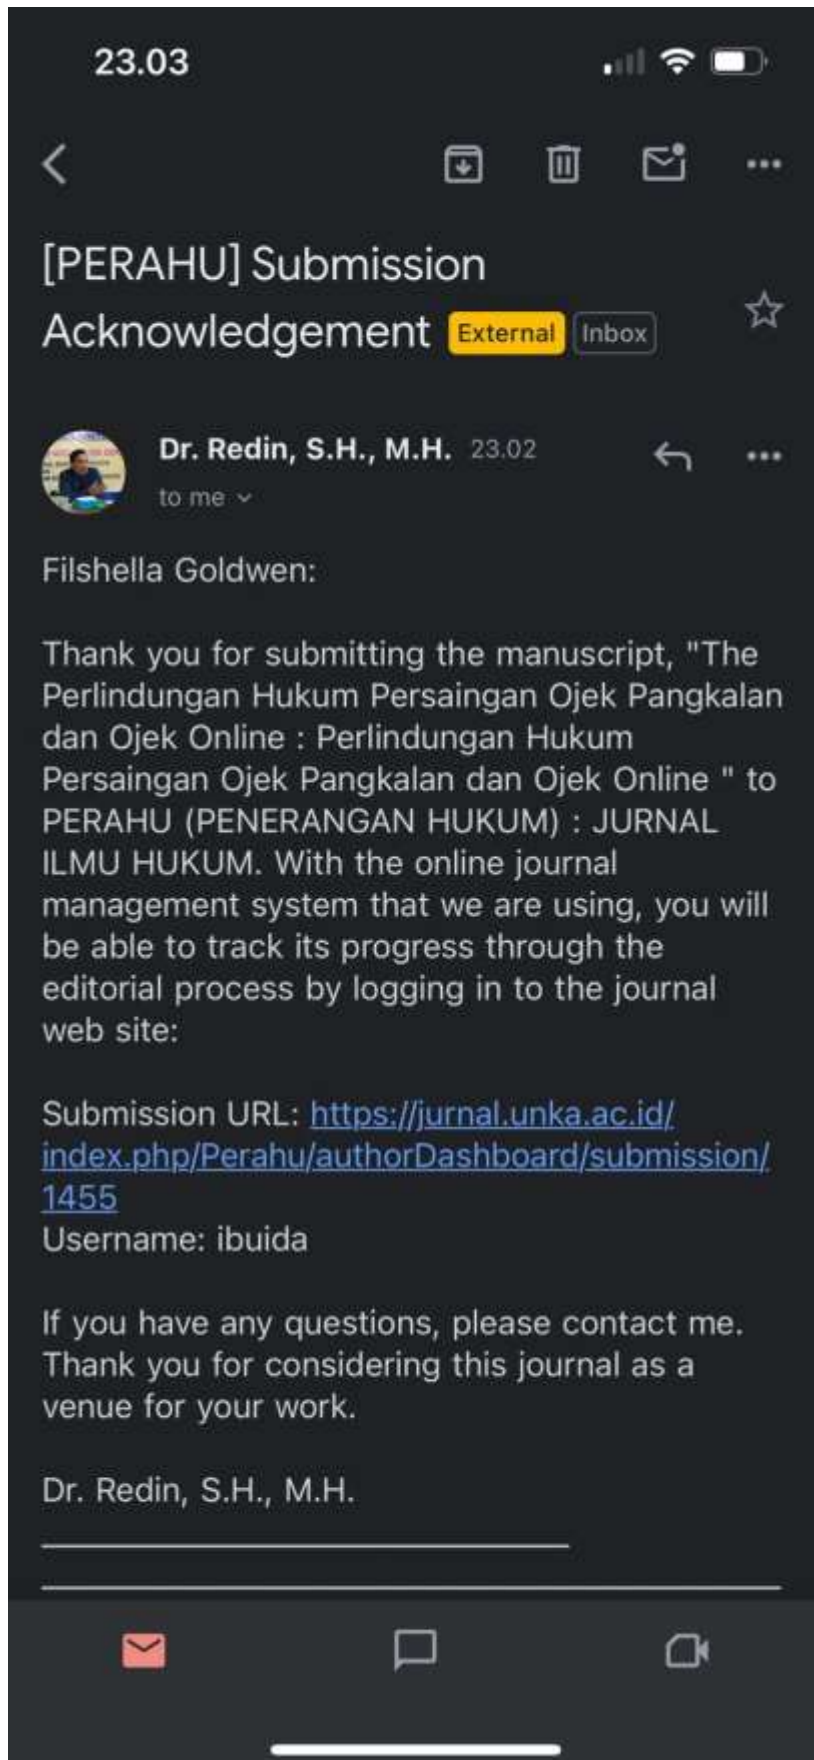 23.03
[PERAHU] Submission
Acknowledgement External Inbox
Dr. Redin, S.H., M.H. 23.02
to me
Filshella Goldwen:
Thank you for submitting the manuscript, "The
Perlindungan Hukum Persaingan Ojek Pangkalan
dan Ojek Online : Perlindungan Hukum
Persaingan Ojek Pangkalan dan Ojek Online " to
PERAHU (PENERANGAN HUKUM) : JURNAL
ILMU HUKUM. With the online journal
management system that we are using, you will
be able to track its progress through the
editorial process by logging in to the journal
web site:
Submission URL: https://jurnal.unka.ac.id/
index.php/Perahu/authorDashboard/submission/
1455
Username: ibuida
If you have any questions, please contact me.
Thank you for considering this journal as a
venue for your work.
Dr. Redin, S.H., M.H.